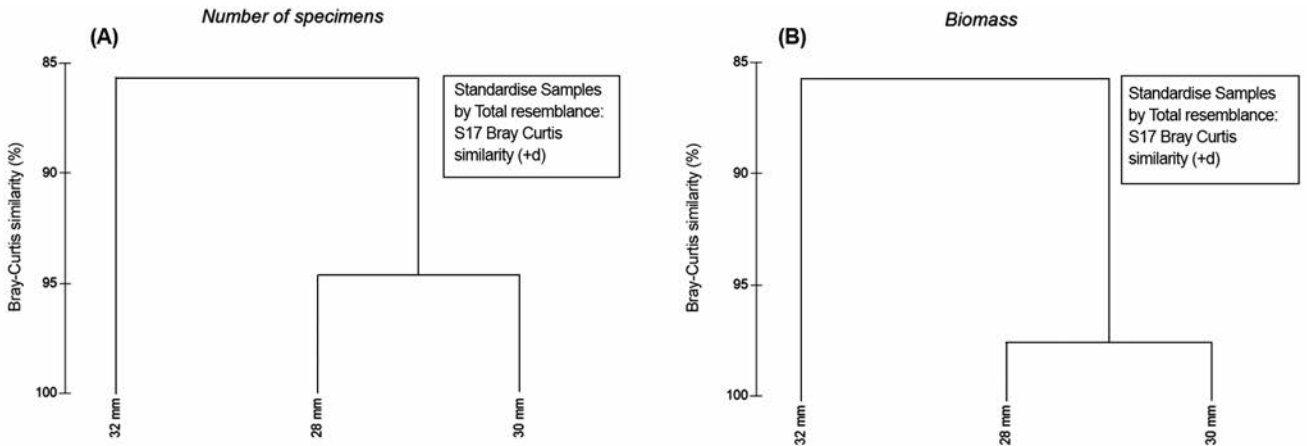 Number of specimens
(A)
85
90
95
100
Bray-Curtis similarity (%)
Standardise Samples
by Total resemblance:
S17 Bray Curtis
similarity (+d)
32 mm
28 mm
30 mm
Biomass
(B)
85
90
95
100
Bray-Curtis similarity (%)
Standardise Samples
by Total resemblance:
S17 Bray Curtis
similarity (+d)
32 mm
28 mm
30 mm